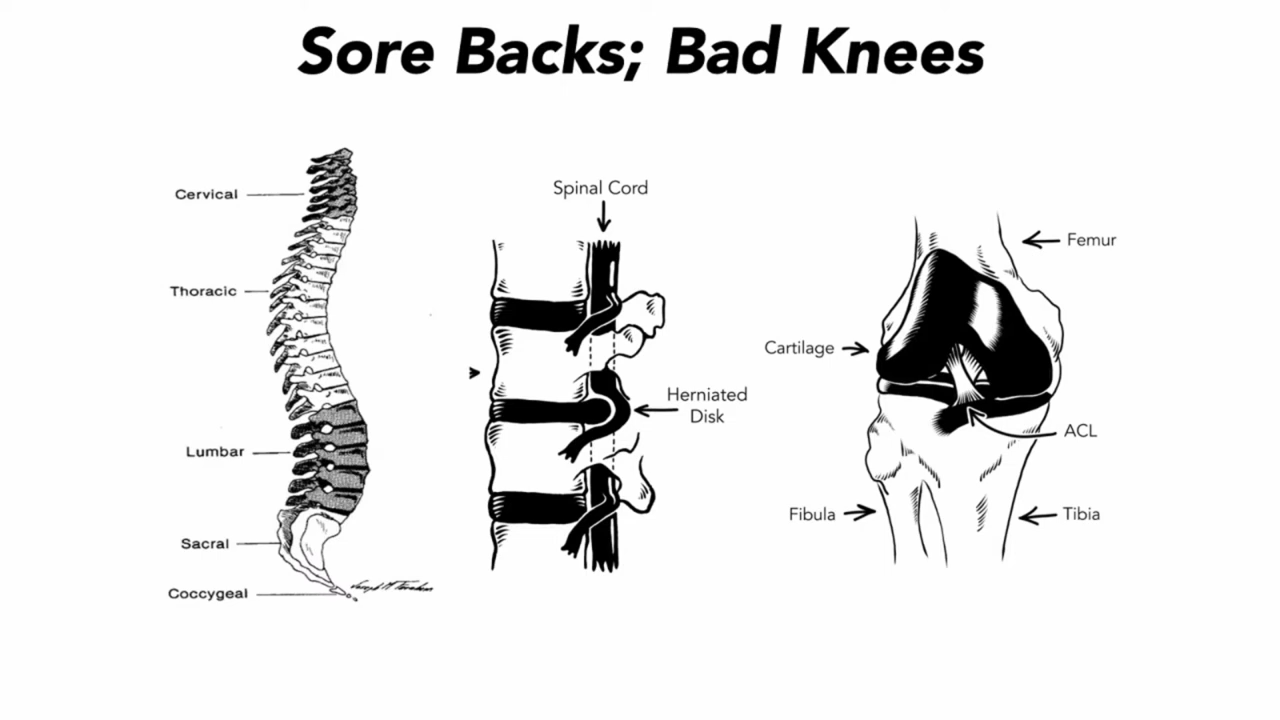 Sore Backs; Bad Knees
Cervical
Thoracic
Lumbar
Sacral
Coccygeal
Spinal Cord
Herniated
Disk
Femur
Cartilage
ACL
Fibula
Tibia